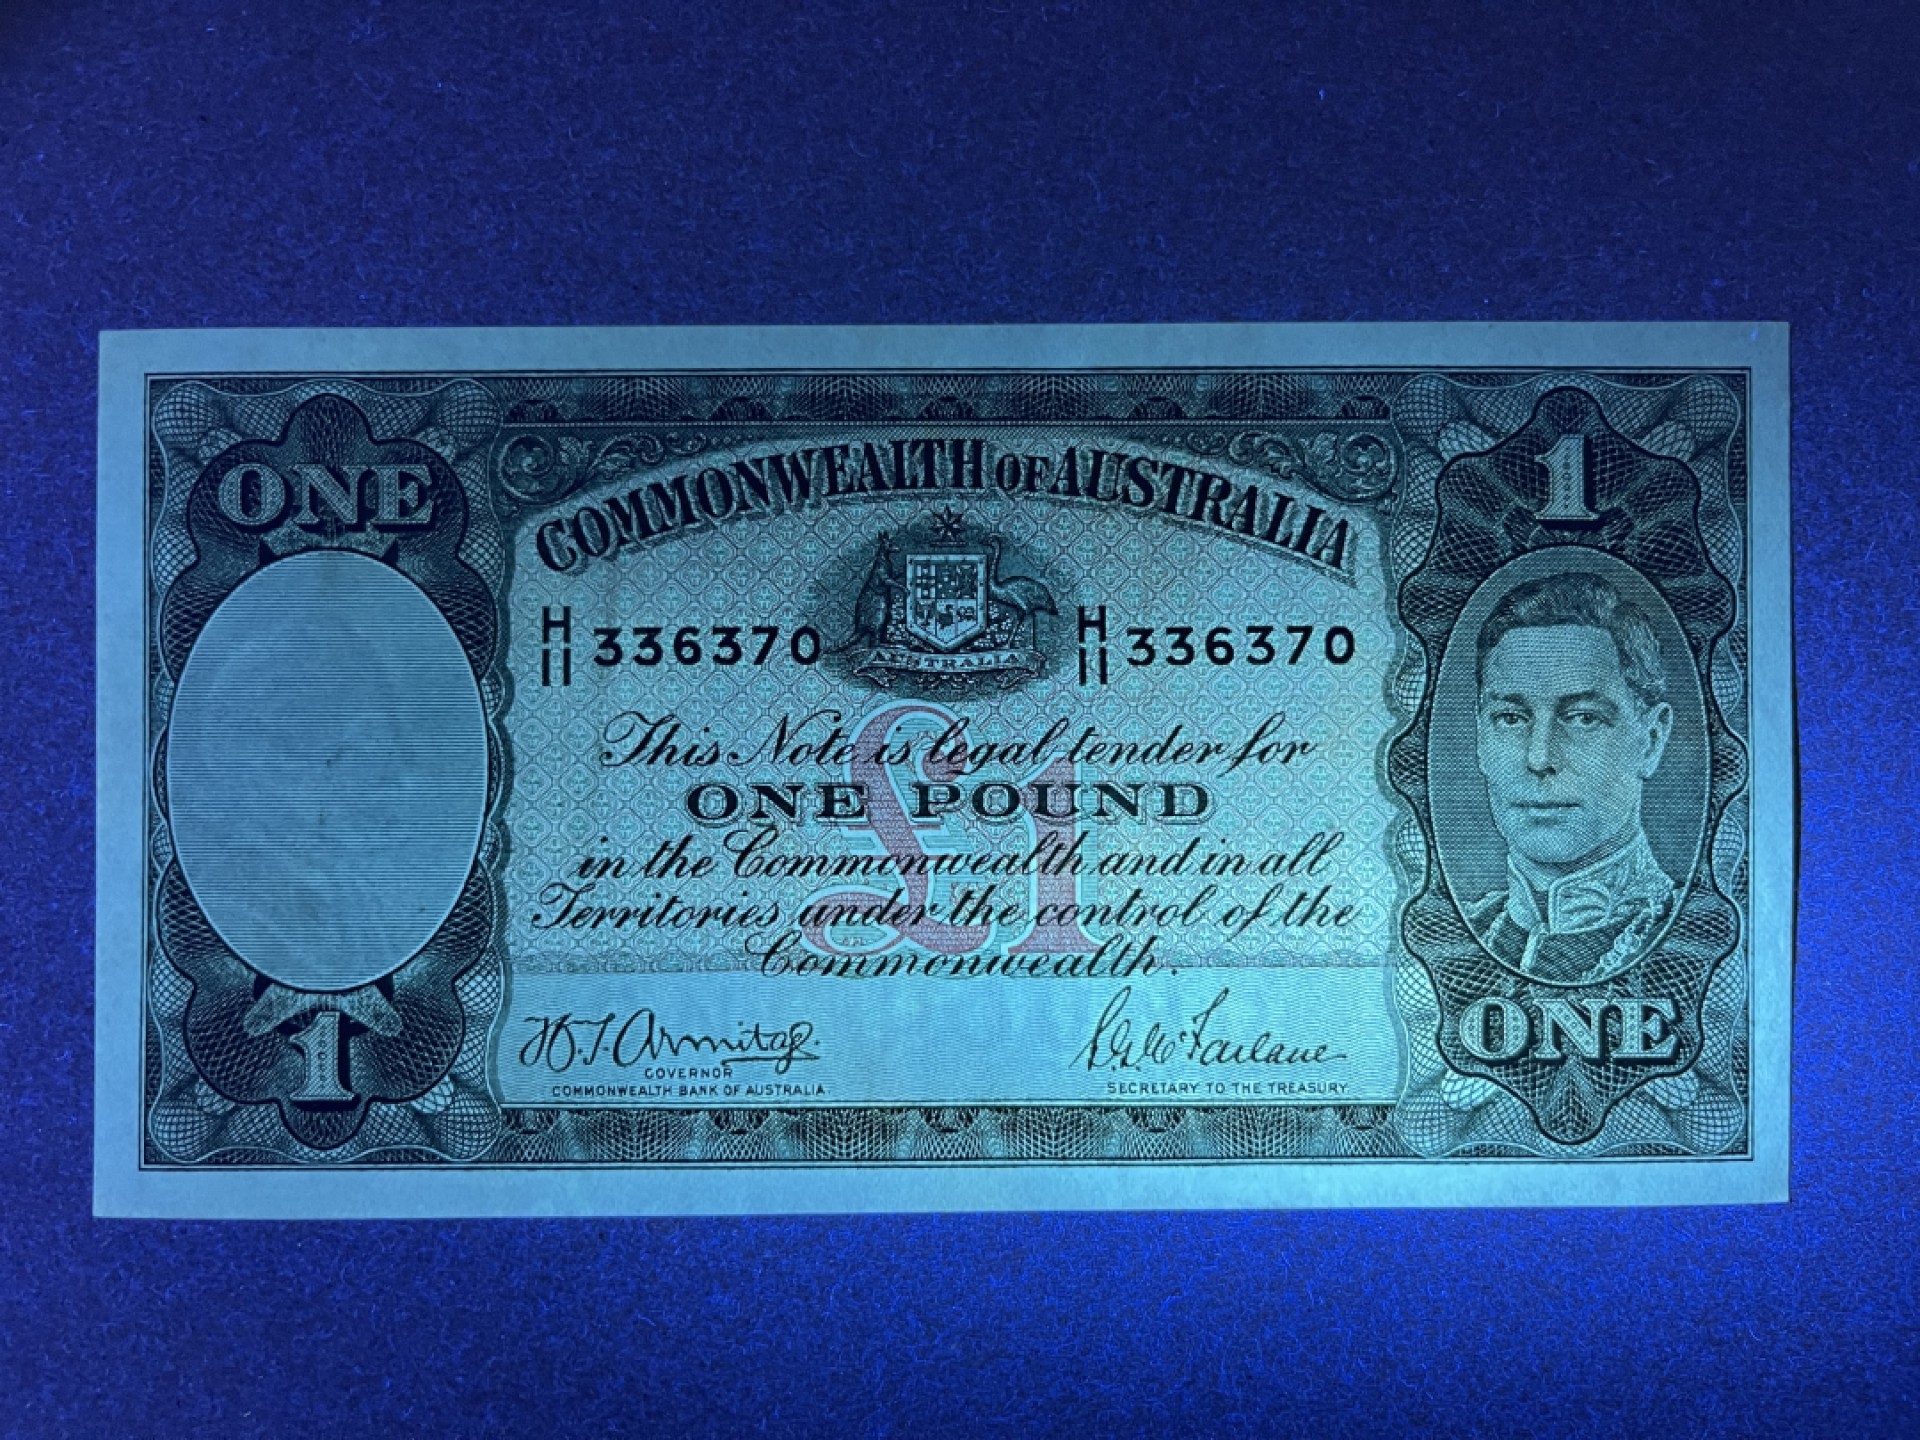 ONE
COMMONWEALTH OF AUSTRALIA
1
H
11 336370
H
11 336370
AUSTRALIA
£1
This Note is legal tender for
ONE POUND
in the Commonwealth and in all
Territories under the control of the
Commonwealth.
1
H.T. Armitage.
GOVERNOR
COMMONWEALTH BANK OF AUSTRALIA.
S.G. McFarlane
SECRETARY TO THE TREASURY.
ONE